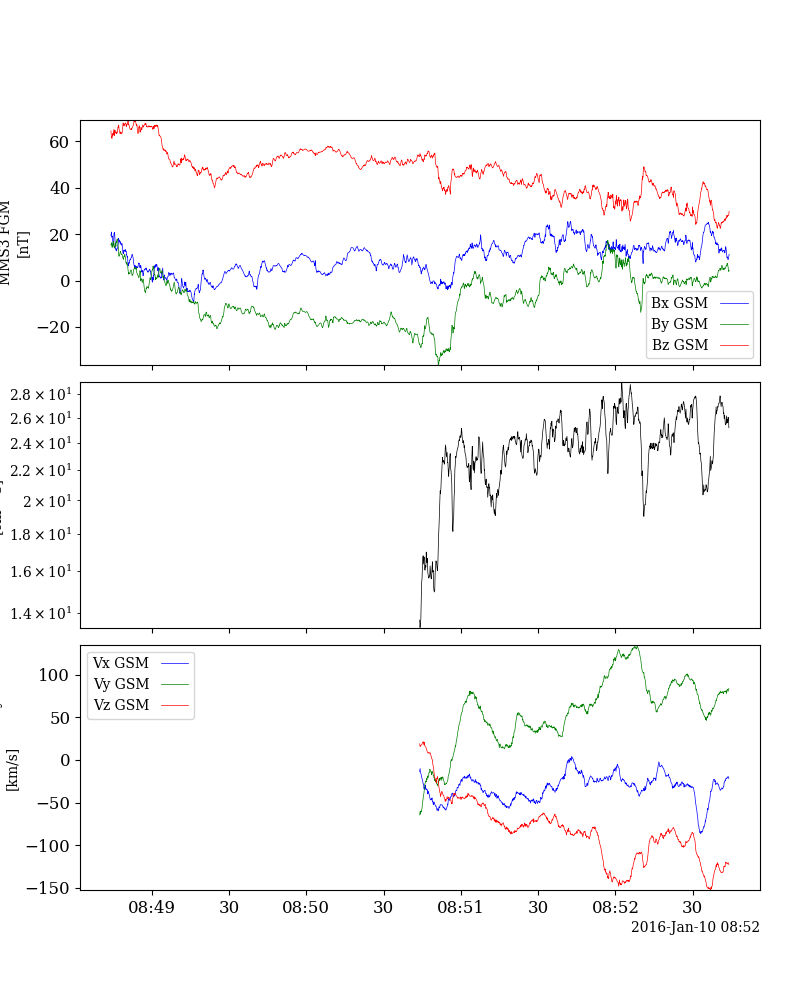 60
40
20
0
−20
MMS3 FGM
[nT]
Bx GSM
By GSM
Bz GSM
2.8 × 10¹
2.6 × 10¹
2.4 × 10¹
2.2 × 10¹
2 × 10¹
1.8 × 10¹
1.6 × 10¹
1.4 × 10¹
100
50
0
−50
−100
−150
[km/s]
Vx GSM
Vy GSM
Vz GSM
08:49 30 08:50 30 08:51 30 08:52 30
2016-Jan-10 08:52